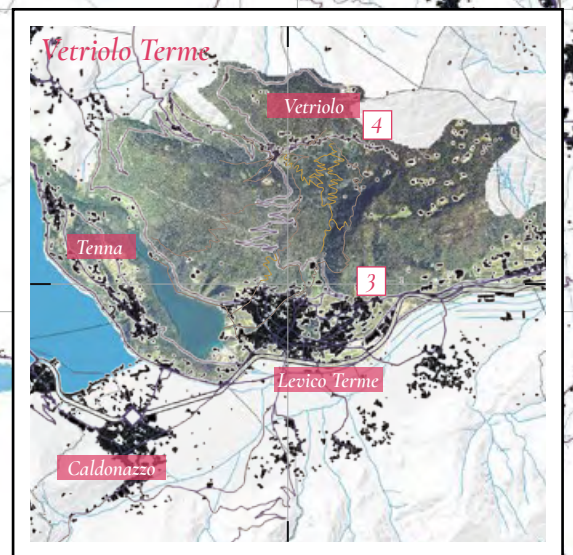 Vetriolo Terme
Vetriolo
4
Tenna
3
Levico Terme
Caldonazzo